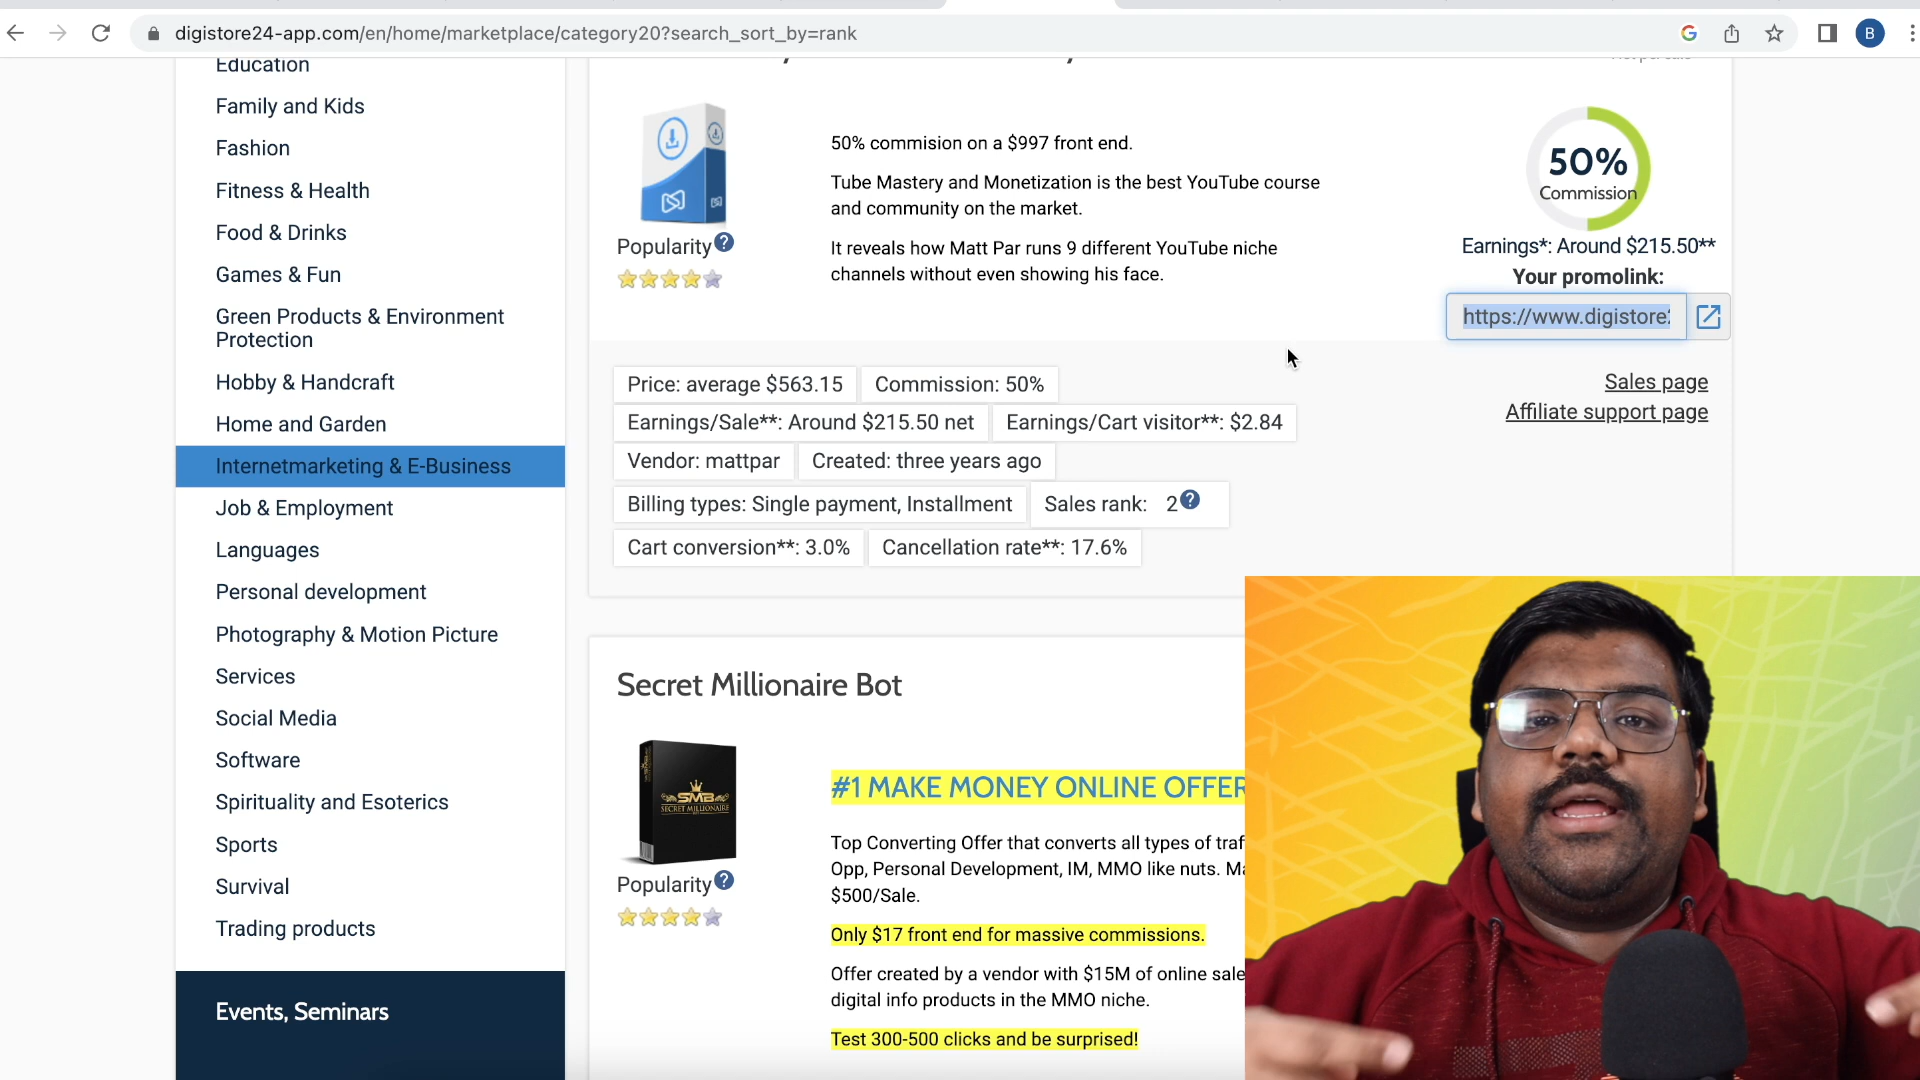 digistore24-app.com/en/home/marketplace/category20?search_sort_by=rank
B
Education
Family and Kids
Fashion
Fitness & Health
Food & Drinks
Games & Fun
Green Products & Environment
Protection
Hobby & Handcraft
Home and Garden
Internetmarketing & E-Business
Job & Employment
Languages
Personal development
Photography & Motion Picture
Services
Social Media
Software
Spirituality and Esoterics
Sports
Survival
Trading products
Events, Seminars
50% commision on a $997 front end.
Tube Mastery and Monetization is the best YouTube course
and community on the market.
It reveals how Matt Par runs 9 different YouTube niche
channels without even showing his face.
Popularity
50%
Commission
Earnings*: Around $215.50**
Your promolink:
https://www.digistore
Sales page
Affiliate support page
Price: average $563.15
Commission: 50%
Earnings/Sale**: Around $215.50 net
Earnings/Cart visitor**: $2.84
Vendor: mattpar
Created: three years ago
Billing types: Single payment, Installment
Sales rank: 2
Cart conversion**: 3.0%
Cancellation rate**: 17.6%
Secret Millionaire Bot
SMB
SECRET MILLIONAIRE
Popularity
#1 MAKE MONEY ONLINE OFFER
Top Converting Offer that converts all types of traf
Opp, Personal Development, IM, MMO like nuts. Ma
$500/Sale.
Only $17 front end for massive commissions.
Offer created by a vendor with $15M of online sale
digital info products in the MMO niche.
Test 300-500 clicks and be surprised!